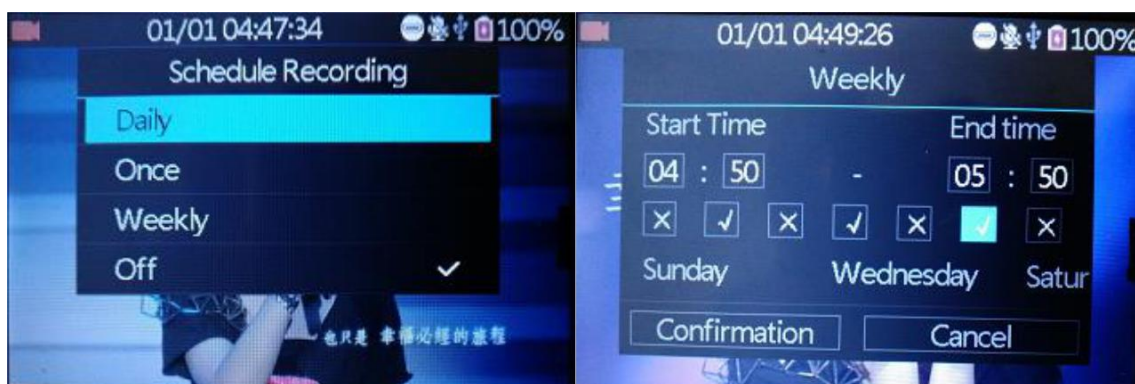 01/01 04:47:34 100%
Schedule Recording
Daily
Once
Weekly
Off
也只是 幸福必經的旅程
01/01 04:49:26 100%
Weekly
Start Time End time
04 : 50 - 05 : 50
Sunday Wednesday Satur
Confirmation Cancel